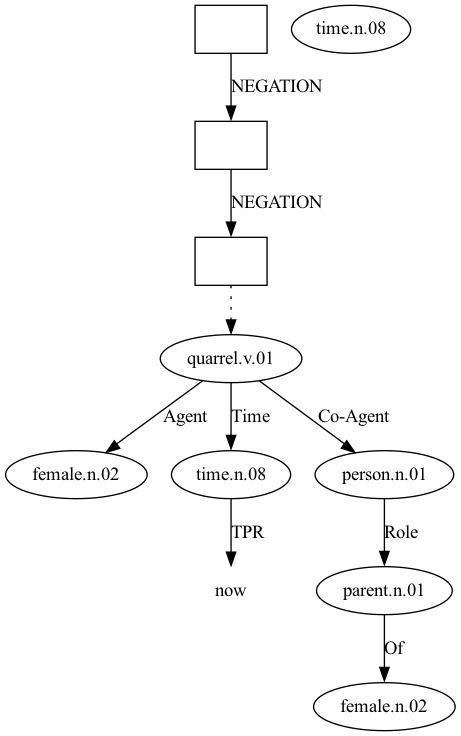 time.n.08
NEGATION
NEGATION
quarrel.v.01
Agent Time Co-Agent
female.n.02 time.n.08 person.n.01
TPR Role
now parent.n.01
Of
female.n.02